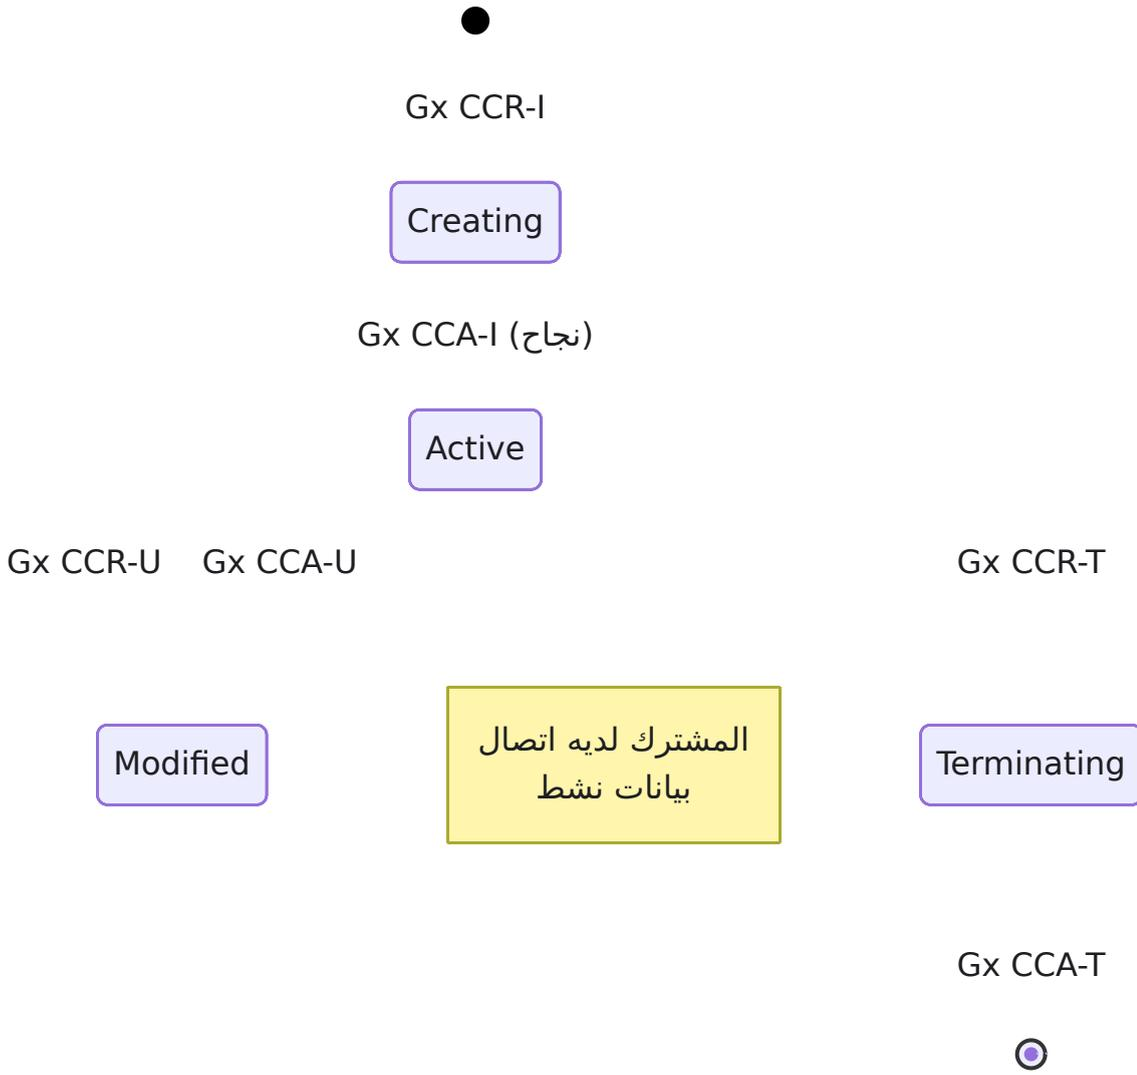 Gx CCR-I
Creating
Gx CCA-I (نجاح)
Active
Gx CCR-U
Gx CCA-U
Gx CCR-T
Modified
المشترك لديه اتصال
بيانات نشط
Terminating
Gx CCA-T